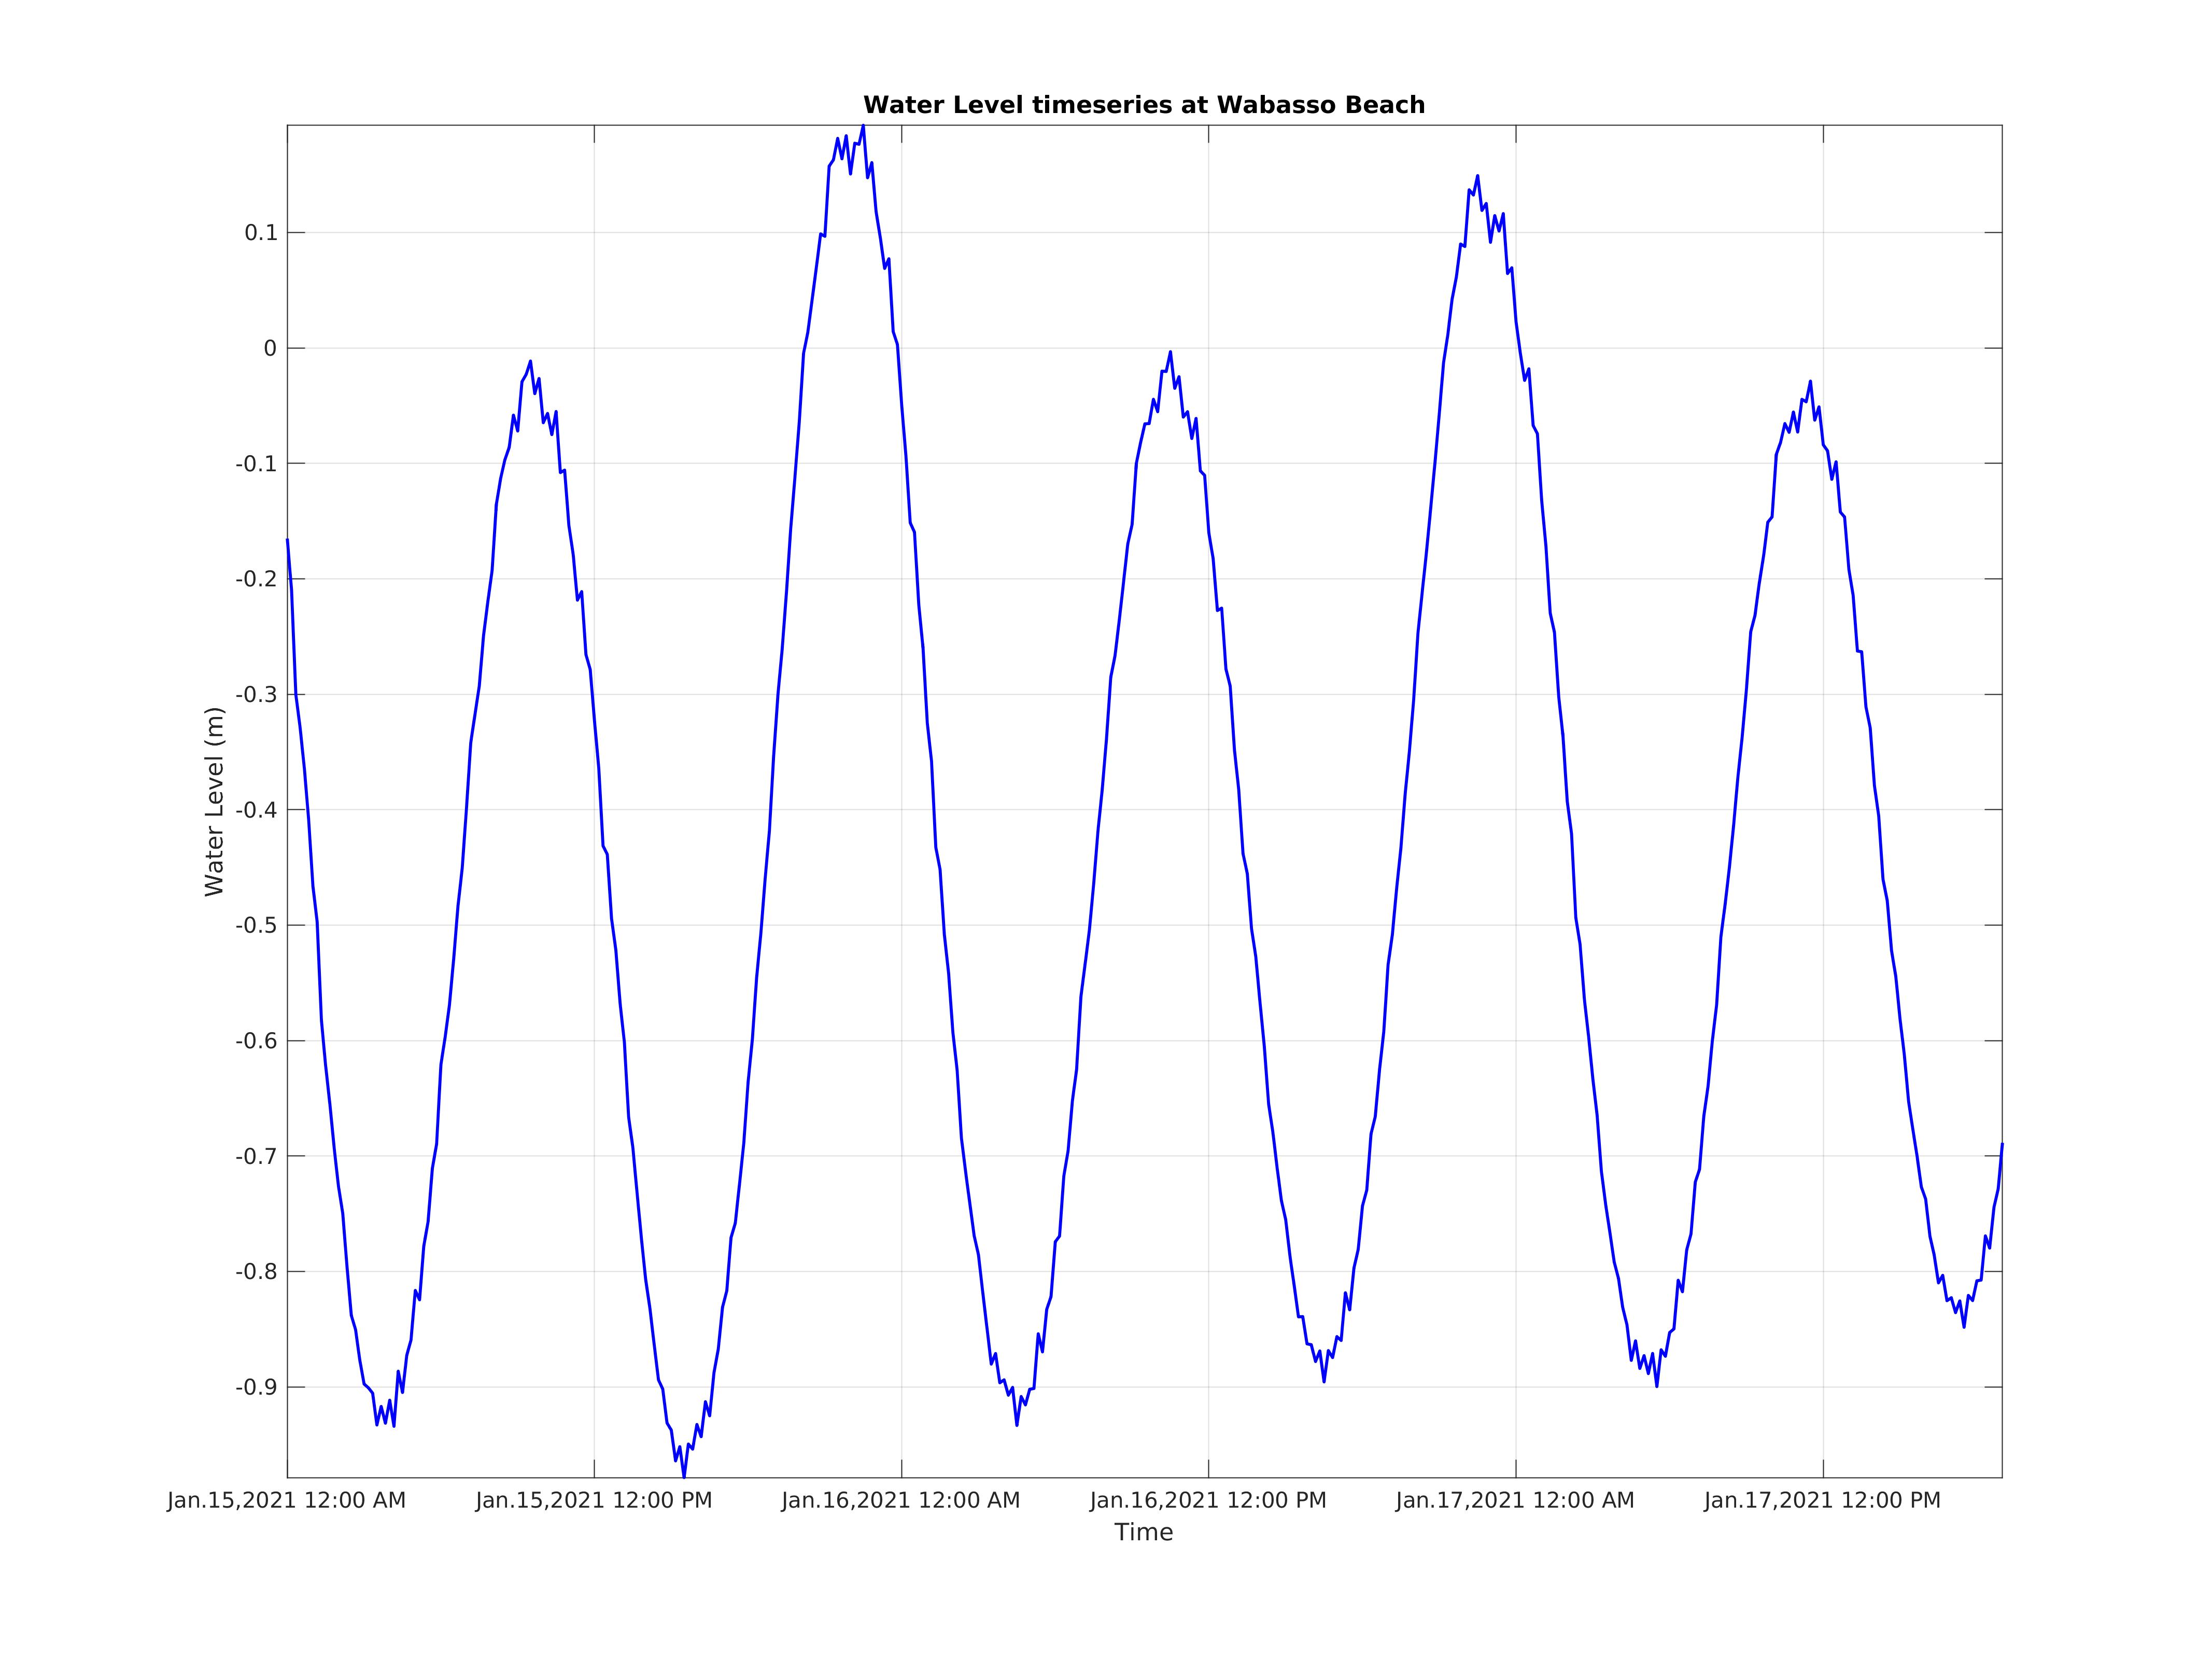 Water Level timeseries at Wabasso Beach
0.1
0
-0.1
-0.2
-0.3
-0.4
-0.5
-0.6
-0.7
-0.8
-0.9
Water Level (m)
Jan.15,2021 12:00 AM Jan.15,2021 12:00 PM Jan.16,2021 12:00 AM Jan.16,2021 12:00 PM Jan.17,2021 12:00 AM Jan.17,2021 12:00 PM
Time